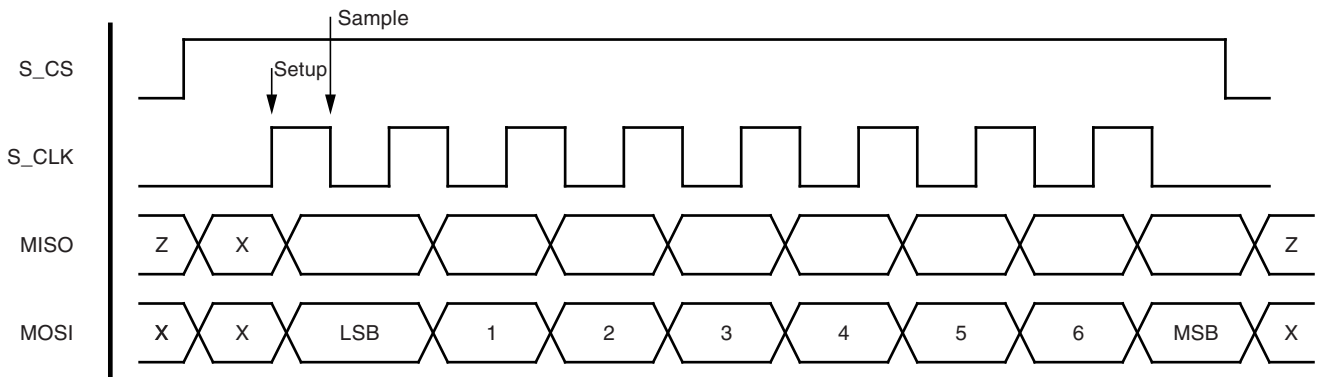 Sample
S_CS
Setup
S_CLK
MISO Z X Z
MOSI X X LSB 1 2 3 4 5 6 MSB X